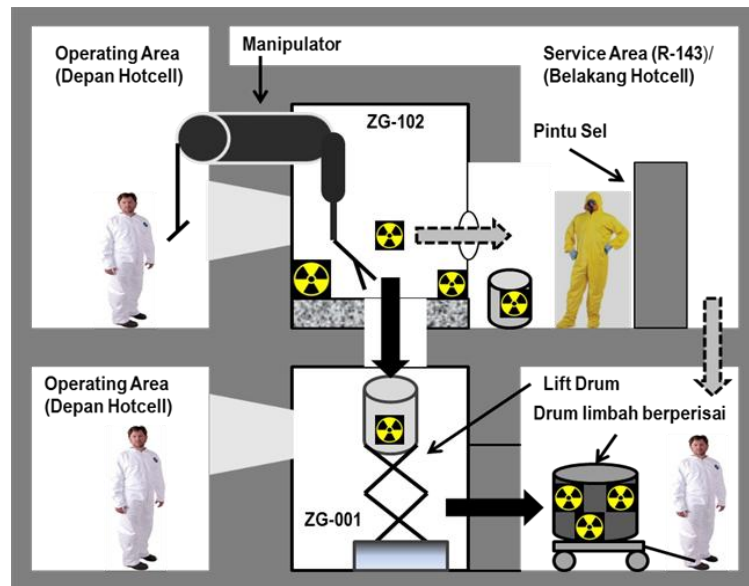 Operating Area
(Depan Hotcell)
Manipulator
Service Area (R-143)/
(Belakang Hotcell)
ZG-102
Pintu Sel
Operating Area
(Depan Hotcell)
Lift Drum
Drum limbah berperisai
ZG-001